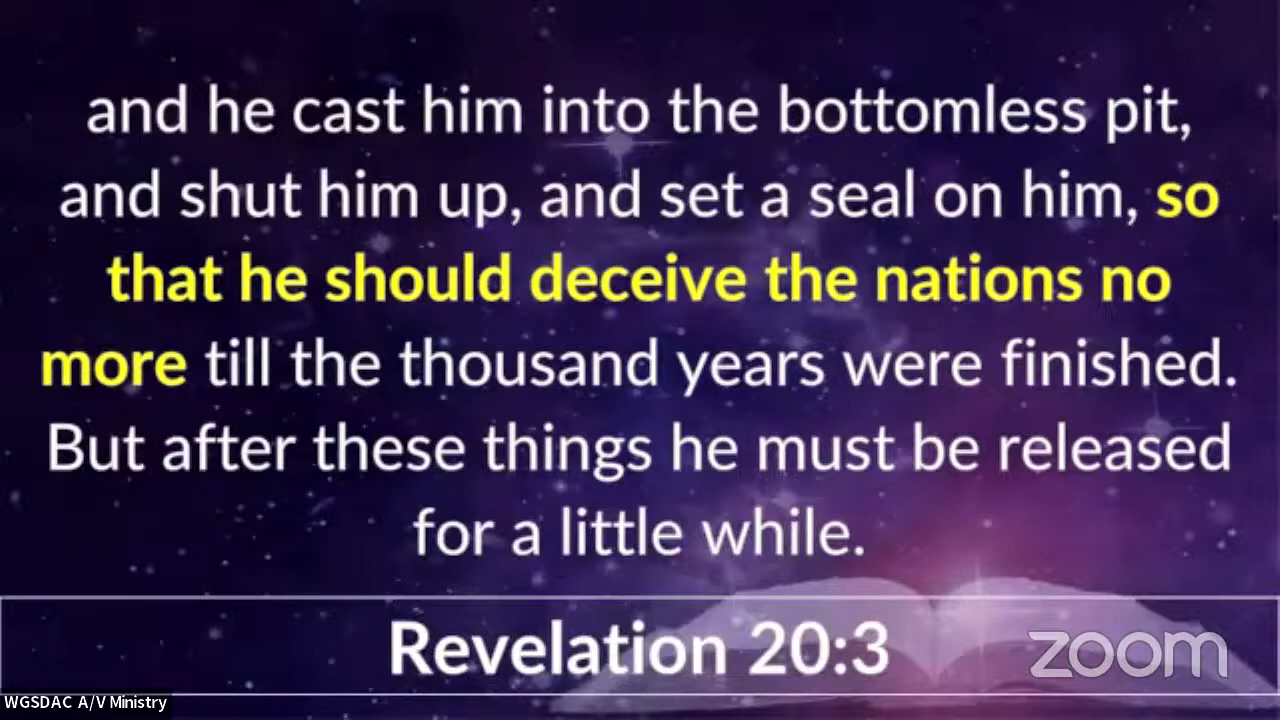 and he cast him into the bottomless pit,
and shut him up, and set a seal on him, so
that he should deceive the nations no
more till the thousand years were finished.
But after these things he must be released
for a little while.
Revelation 20:3
zoom
WGSDAC A/V Ministry